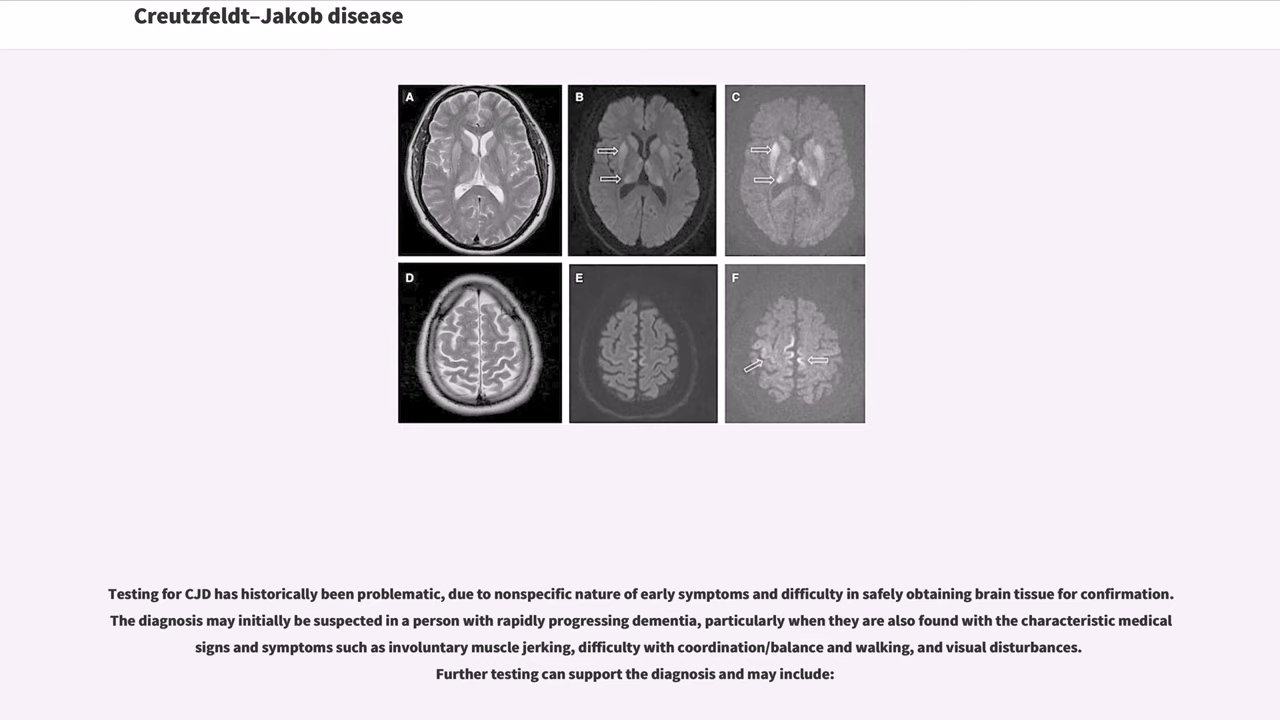 Creutzfeldt–Jakob disease
A
B
C
D
E
F
Testing for CJD has historically been problematic, due to nonspecific nature of early symptoms and difficulty in safely obtaining brain tissue for confirmation.
The diagnosis may initially be suspected in a person with rapidly progressing dementia, particularly when they are also found with the characteristic medical
signs and symptoms such as involuntary muscle jerking, difficulty with coordination/balance and walking, and visual disturbances.
Further testing can support the diagnosis and may include: